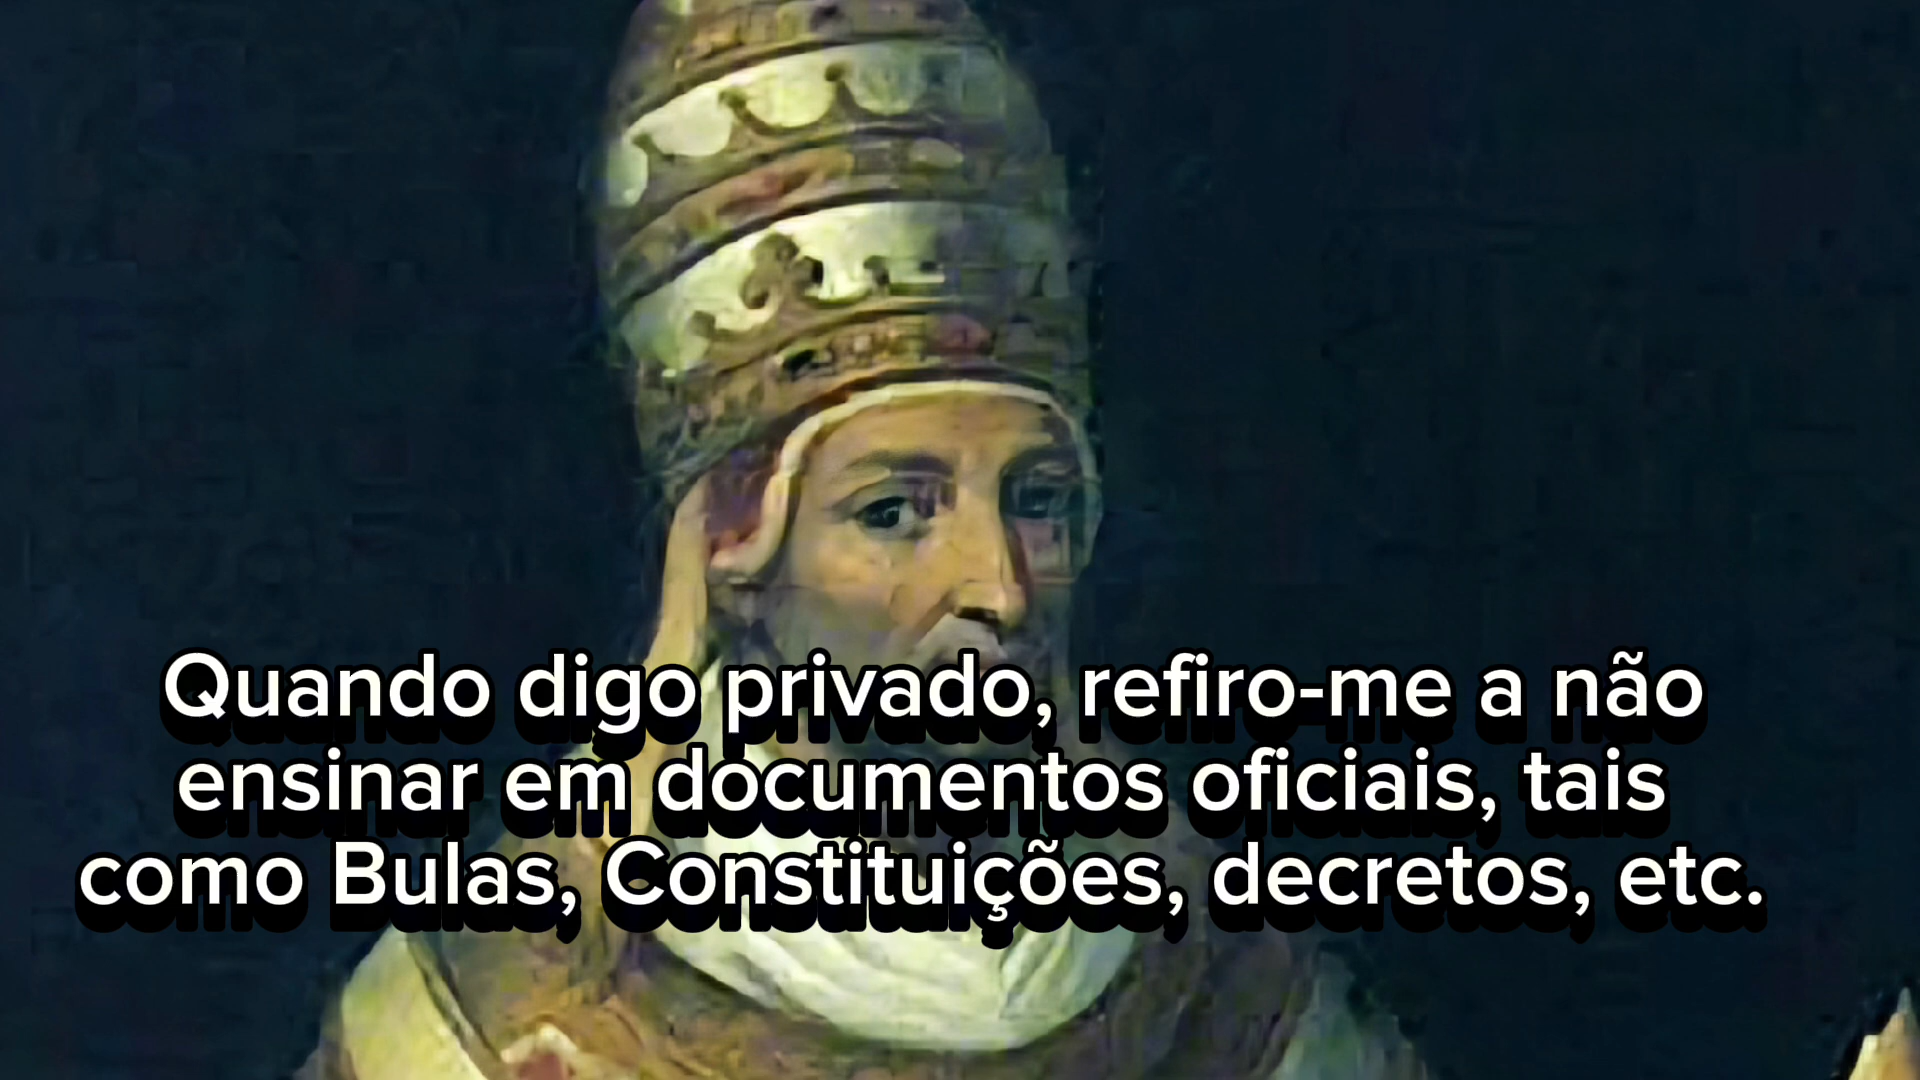 Quando digo privado, refiro-me a não
ensinar em documentos oficiais, tais
como Bulas, Constituições, decretos, etc.